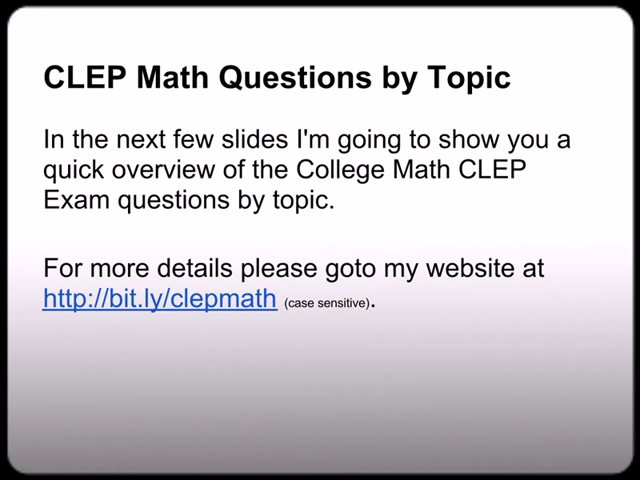 CLEP Math Questions by Topic
In the next few slides I'm going to show you a
quick overview of the College Math CLEP
Exam questions by topic.
For more details please goto my website at
http://bit.ly/clepmath (case sensitive).